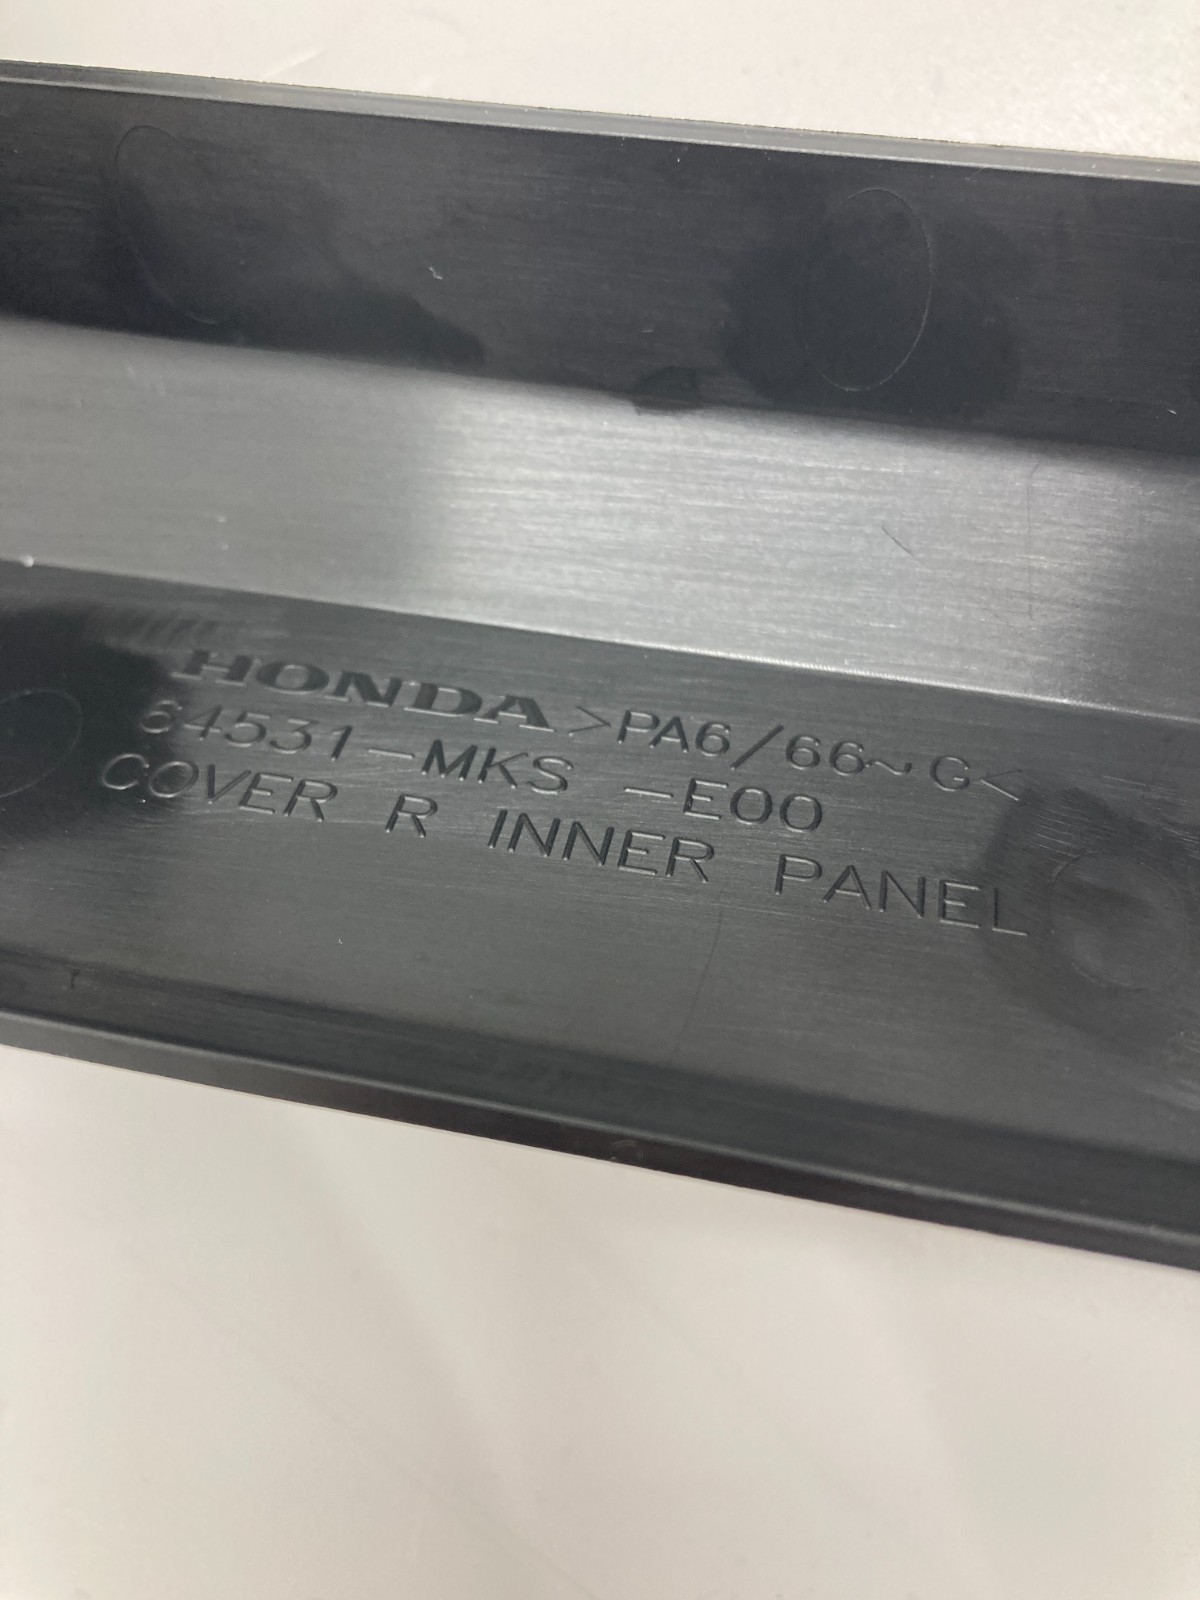 HONDA >PA6/66~G<
64531-MKS -E00
COVER R INNER PANEL